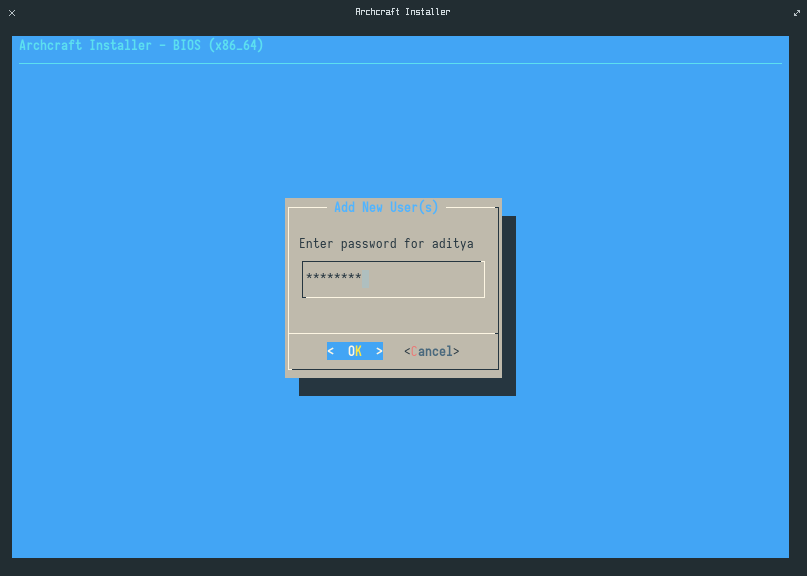 Archcraft Installer
Archcraft Installer - BIOS (x86_64)
Add New User(s)
Enter password for aditya
********
< OK > <Cancel>